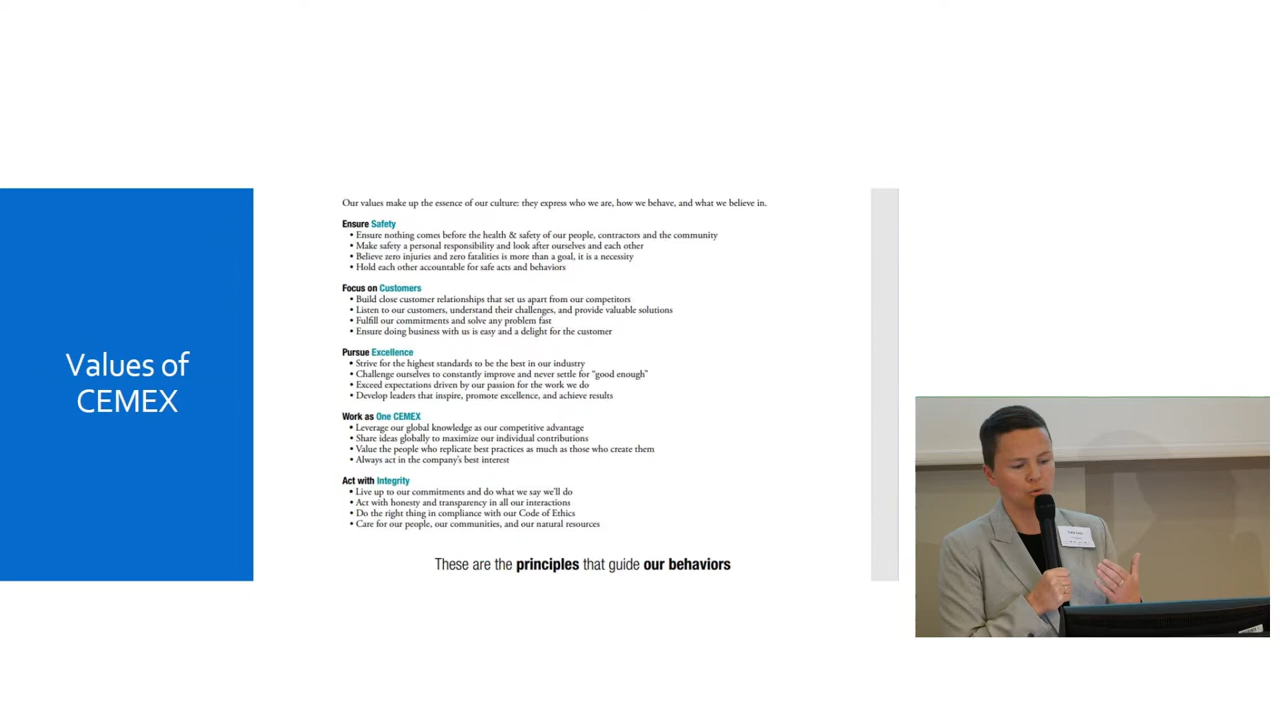 Values of
CEMEX
Our values make up the essence of our culture: they express who we are, how we behave, and what we believe in.
Ensure Safety
• Ensure nothing comes before the health & safety of our people, contractors and the community
• Make safety a personal responsibility and look after ourselves and each other
• Believe zero injuries and zero fatalities is more than a goal, it is a necessity
• Hold each other accountable for safe acts and behaviors
Focus on Customers
• Build close customer relationships that set us apart from our competitors
• Listen to our customers, understand their challenges, and provide valuable solutions
• Fulfill our commitments and solve any problem fast
• Ensure doing business with us is easy and a delight for the customer
Pursue Excellence
• Strive for the highest standards to be the best in our industry
• Challenge ourselves to constantly improve and never settle for “good enough”
• Exceed expectations driven by our passion for the work we do
• Develop leaders that inspire, promote excellence, and achieve results
Work as One CEMEX
• Leverage our global knowledge as our competitive advantage
• Share ideas globally to maximize our individual contributions
• Value the people who replicate best practices as much as those who create them
• Always act in the company’s best interest
Act with Integrity
• Live up to our commitments and do what we say we’ll do
• Act with honesty and transparency in all our interactions
• Do the right thing in compliance with our Code of Ethics
• Care for our people, our communities, and our natural resources
These are the principles that guide our behaviors